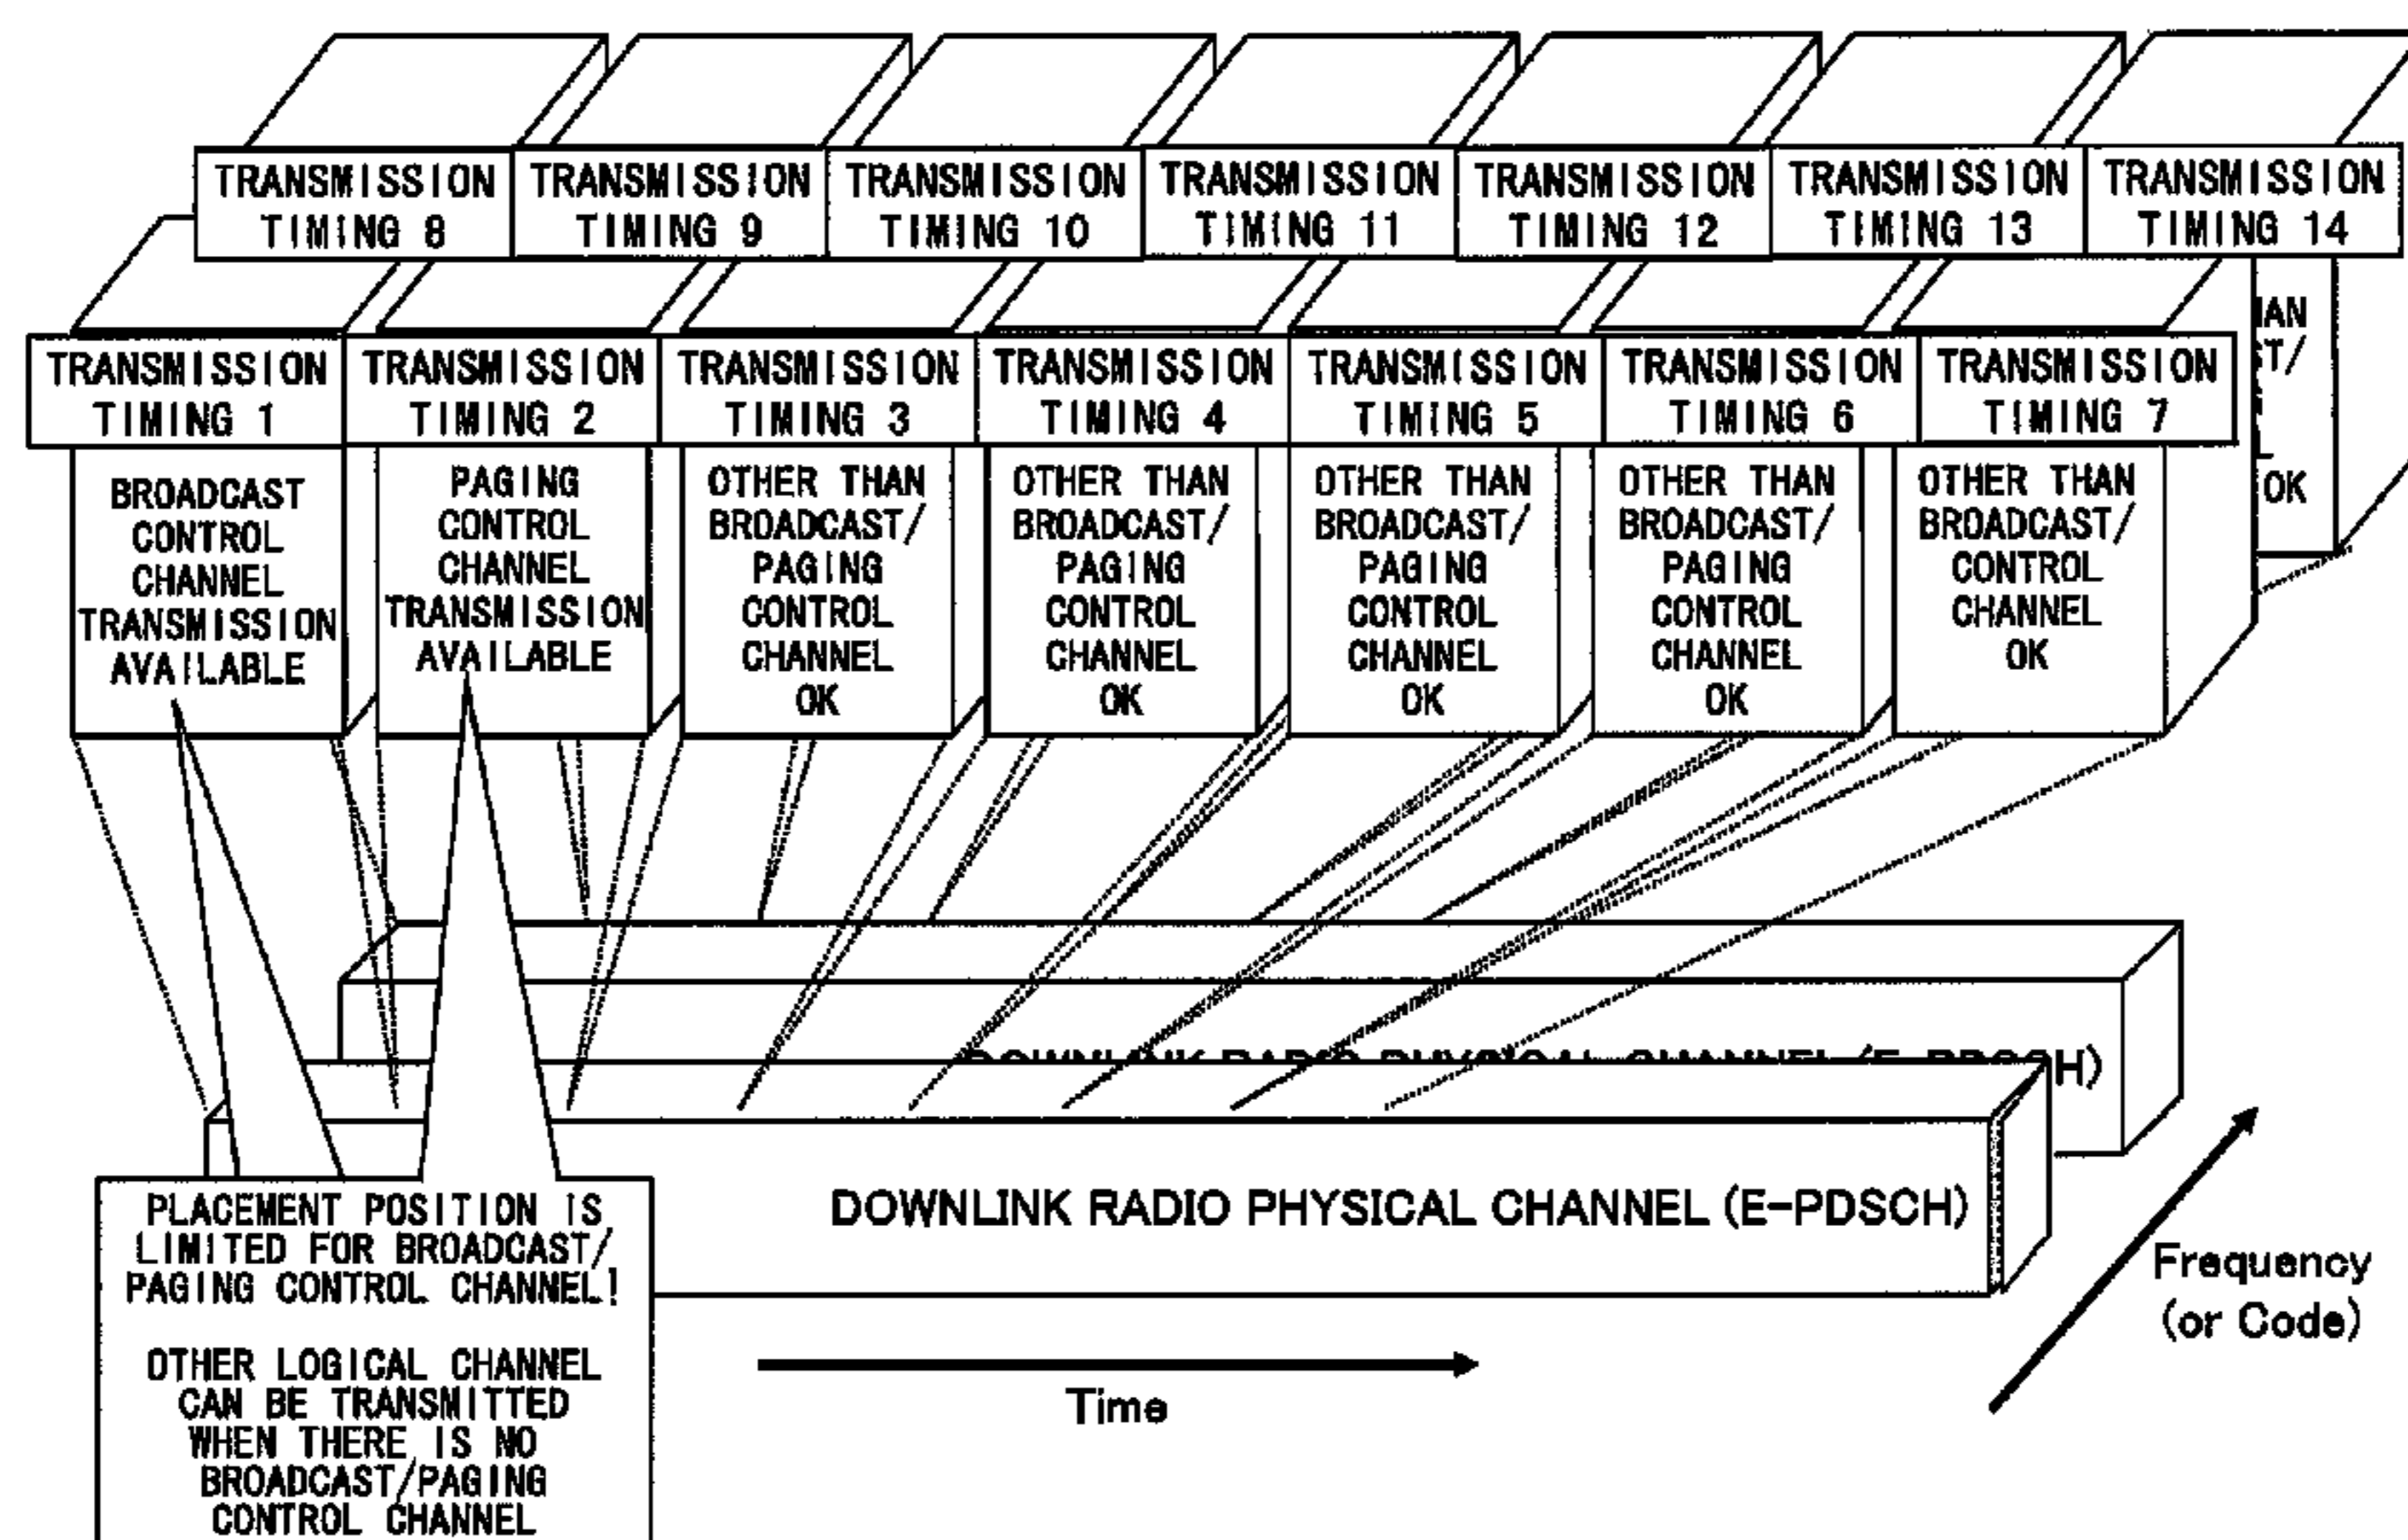 TRANSMISSION
TIMING 8
TRANSMISSION
TIMING 9
TRANSMISSION
TIMING 10
TRANSMISSION
TIMING 11
TRANSMISSION
TIMING 12
TRANSMISSION
TIMING 13
TRANSMISSION
TIMING 14
TRANSMISSION
TIMING 1
TRANSMISSION
TIMING 2
TRANSMISSION
TIMING 3
TRANSMISSION
TIMING 4
TRANSMISSION
TIMING 5
TRANSMISSION
TIMING 6
TRANSMISSION
TIMING 7
BROADCAST
CONTROL
CHANNEL
TRANSMISSION
AVAILABLE
PAGING
CONTROL
CHANNEL
TRANSMISSION
AVAILABLE
OTHER THAN
BROADCAST/
PAGING
CONTROL
CHANNEL
OK
OTHER THAN
BROADCAST/
PAGING
CONTROL
CHANNEL
OK
OTHER THAN
BROADCAST/
PAGING
CONTROL
CHANNEL
OK
OTHER THAN
BROADCAST/
PAGING
CONTROL
CHANNEL
OK
OTHER THAN
BROADCAST/
CONTROL
CHANNEL
OK
OK
DOWNLINK RADIO PHYSICAL CHANNEL (E-PDSCH)
DOWNLINK RADIO PHYSICAL CHANNEL (E-PDSCH)
PLACEMENT POSITION IS
LIMITED FOR BROADCAST/
PAGING CONTROL CHANNEL!
OTHER LOGICAL CHANNEL
CAN BE TRANSMITTED
WHEN THERE IS NO
BROADCAST/PAGING
CONTROL CHANNEL
Time
Frequency
(or Code)